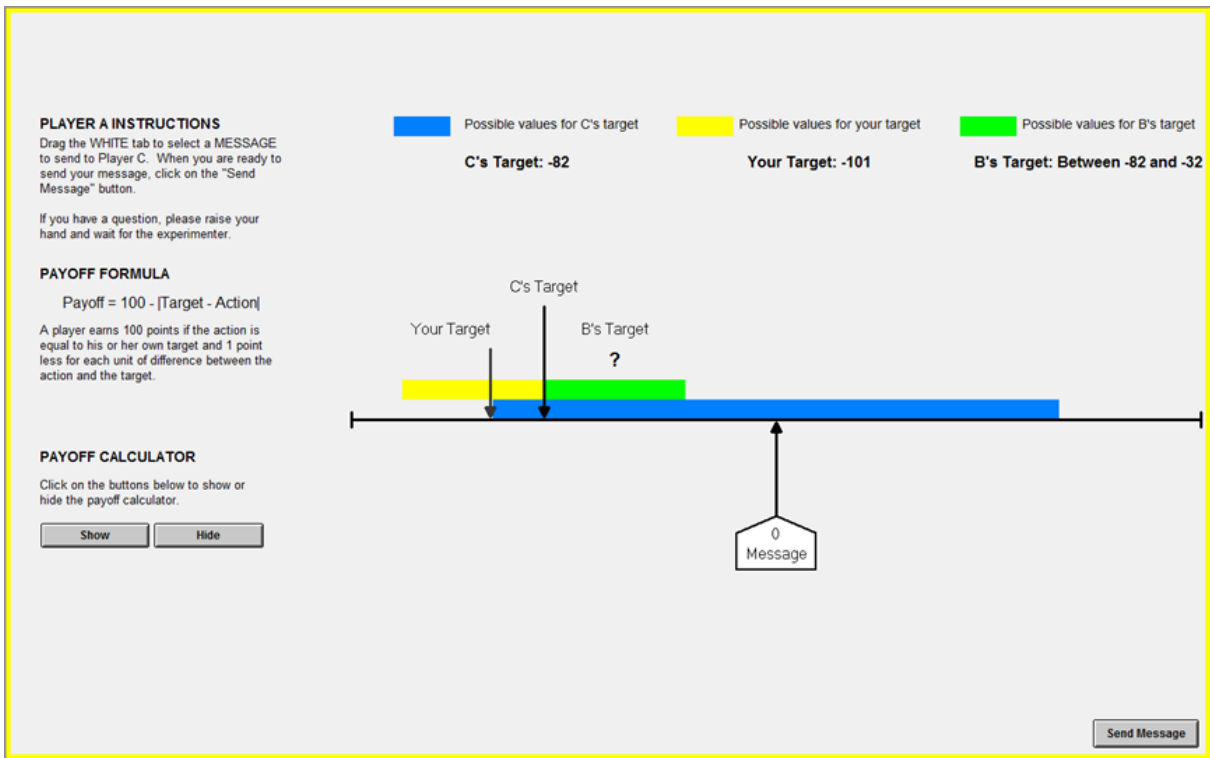 PLAYER A INSTRUCTIONS
Drag the WHITE tab to select a MESSAGE
to send to Player C. When you are ready to
send your message, click on the "Send
Message" button.
If you have a question, please raise your
hand and wait for the experimenter.
PAYOFF FORMULA
Payoff = 100 - |Target - Action|
A player earns 100 points if the action is
equal to his or her own target and 1 point
less for each unit of difference between the
action and the target.
PAYOFF CALCULATOR
Click on the buttons below to show or
hide the payoff calculator.
Show
Hide
Possible values for C's target
Possible values for your target
Possible values for B's target
C's Target: -82
Your Target: -101
B's Target: Between -82 and -32
C's Target
Your Target
B's Target
?
0
Message
Send Message